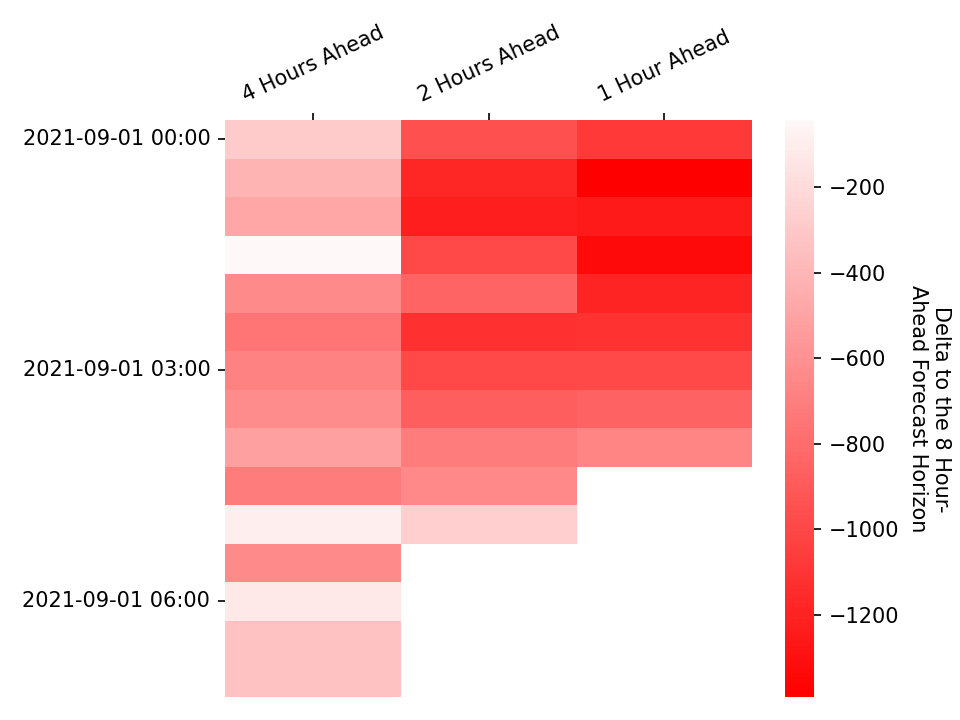 4 Hours Ahead
2 Hours Ahead
1 Hour Ahead
2021-09-01 00:00
2021-09-01 03:00
2021-09-01 06:00
−200
−400
−600
−800
−1000
−1200
Delta to the 8 Hour-
Ahead Forecast Horizon